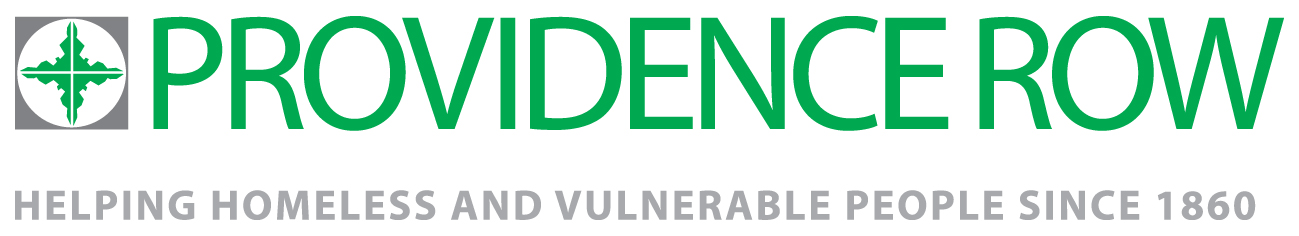 PROVIDENCE ROW
HELPING HOMELESS AND VULNERABLE PEOPLE SINCE 1860